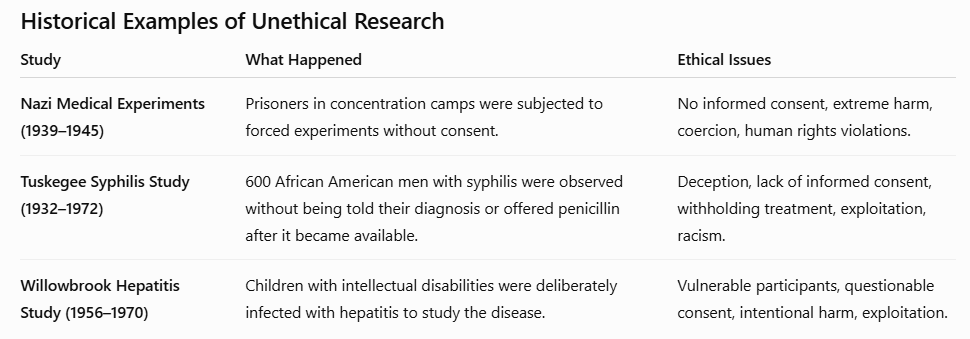 Historical Examples of Unethical Research
Study What Happened Ethical Issues
Nazi Medical Experiments Prisoners in concentration camps were subjected to No informed consent, extreme harm,
(1939–1945) forced experiments without consent. coercion, human rights violations.
Tuskegee Syphilis Study 600 African American men with syphilis were observed Deception, lack of informed consent,
(1932–1972) without being told their diagnosis or offered penicillin withholding treatment, exploitation,
after it became available. racism.
Willowbrook Hepatitis Children with intellectual disabilities were deliberately Vulnerable participants, questionable
Study (1956–1970) infected with hepatitis to study the disease. consent, intentional harm, exploitation.